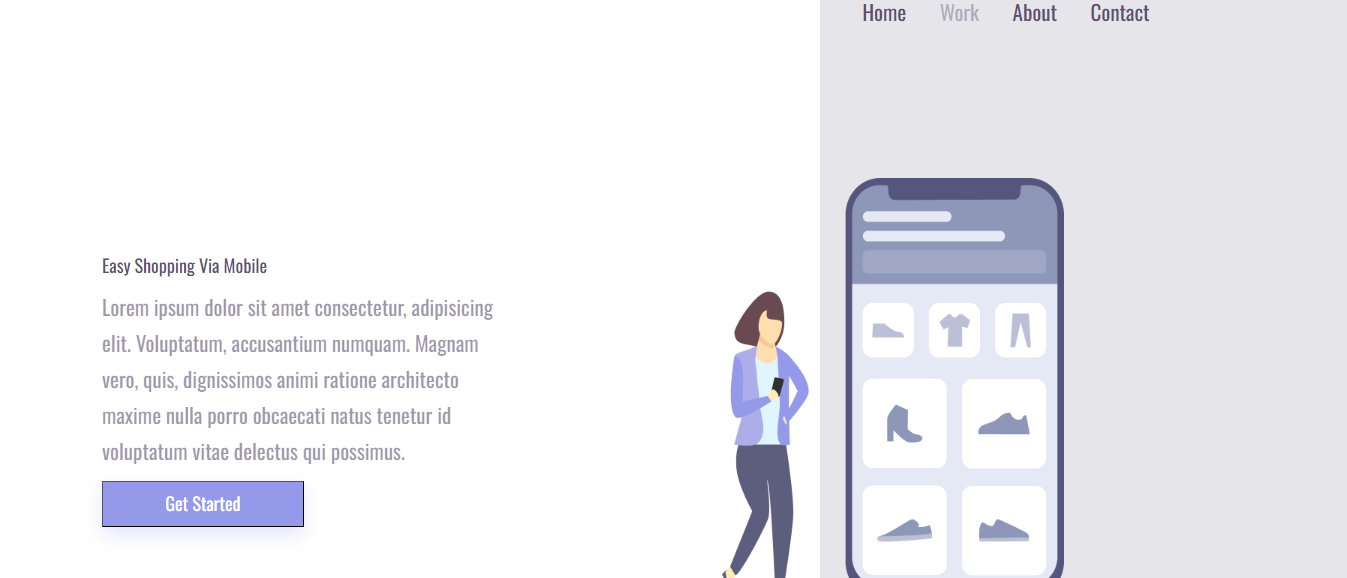 Home Work About Contact
Easy Shopping Via Mobile
Lorem ipsum dolor sit amet consectetur, adipisicing
elit. Voluptatum, accusantium numquam. Magnam
vero, quis, dignissimos animi ratione architecto
maxime nulla porro obcaecati natus tenetur id
voluptatum vitae delectus qui possimus.
Get Started